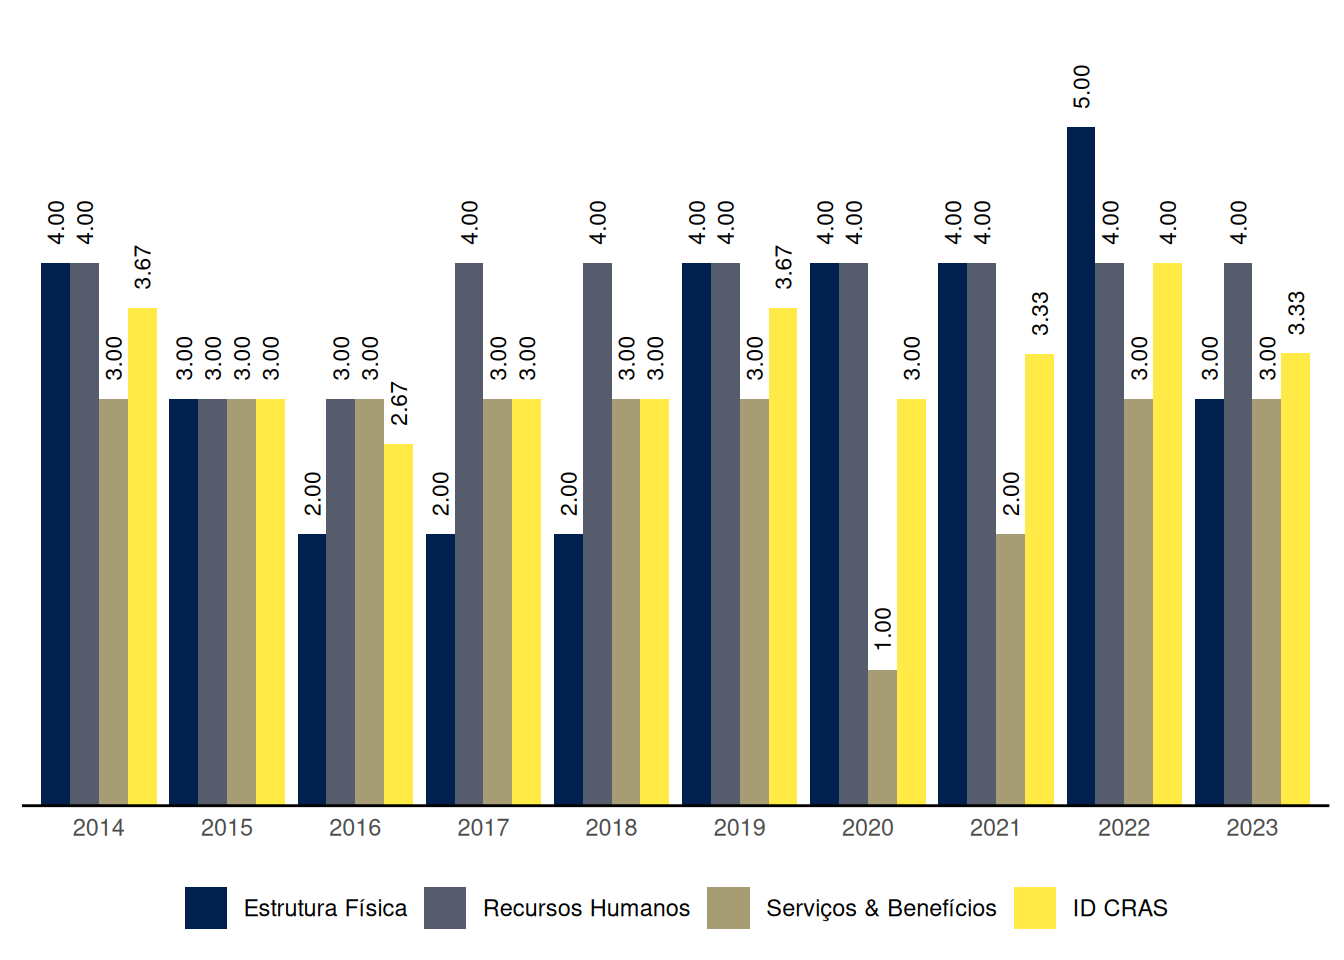 5.00
4.00 4.00 4.00 4.00 4.00 4.00 4.00 4.00 4.00 4.00 4.00 4.00 4.00
3.67 3.67
3.33 3.33
3.00 3.00 3.00 3.00 3.00 3.00 3.00 3.00 3.00 3.00 3.00 3.00 3.00 3.00 3.00 3.00
2.67
2.00 2.00 2.00 2.00
1.00
2014 2015 2016 2017 2018 2019 2020 2021 2022 2023
Estrutura Física Recursos Humanos Serviços & Benefícios ID CRAS